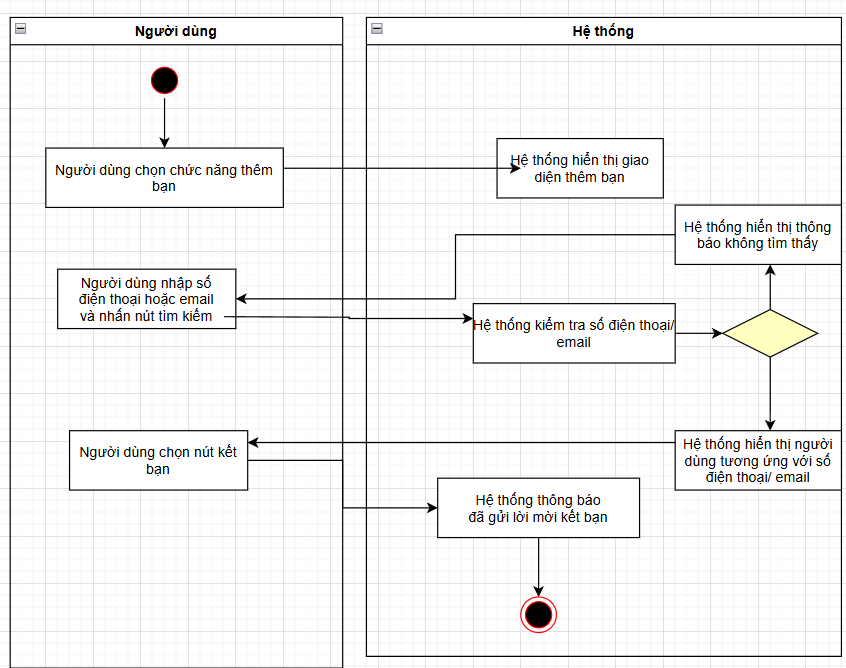 Người dùng
Hệ thống
Người dùng chọn chức năng thêm
bạn
Hệ thống hiển thị giao
diện thêm bạn
Hệ thống hiển thị thông
báo không tìm thấy
Người dùng nhập số
điện thoại hoặc email
và nhấn nút tìm kiếm
Hệ thống kiểm tra số điện thoại/
email
Người dùng chọn nút kết
bạn
Hệ thống hiển thị người
dùng tương ứng với số
điện thoại/ email
Hệ thống thông báo
đã gửi lời mời kết bạn